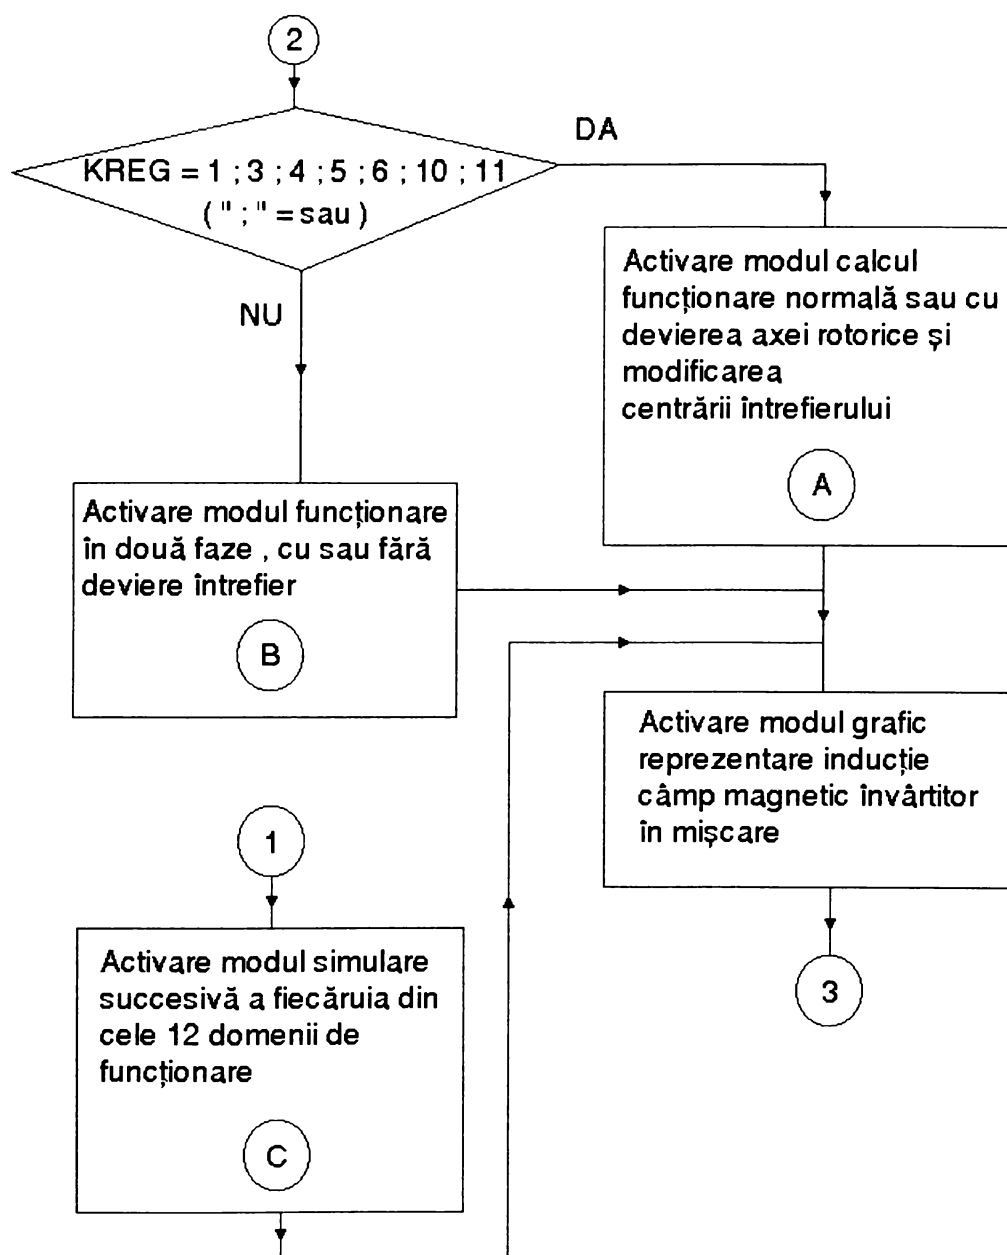 2
KREG = 1 ; 3 ; 4 ; 5 ; 6 ; 10 ; 11
( " ; " = sau )
DA
NU
Activare modul calcul
funcționare normală sau cu
devierea axei rotorice și
modificarea
centrării întrefierului
A
Activare modul funcționare
în două faze , cu sau fără
deviere întrefier
B
Activare modul grafic
reprezentare inducție
câmp magnetic învârtitor
în mișcare
3
1
Activare modul simulare
succesivă a fiecăruia din
cele 12 domenii de
funcționare
C